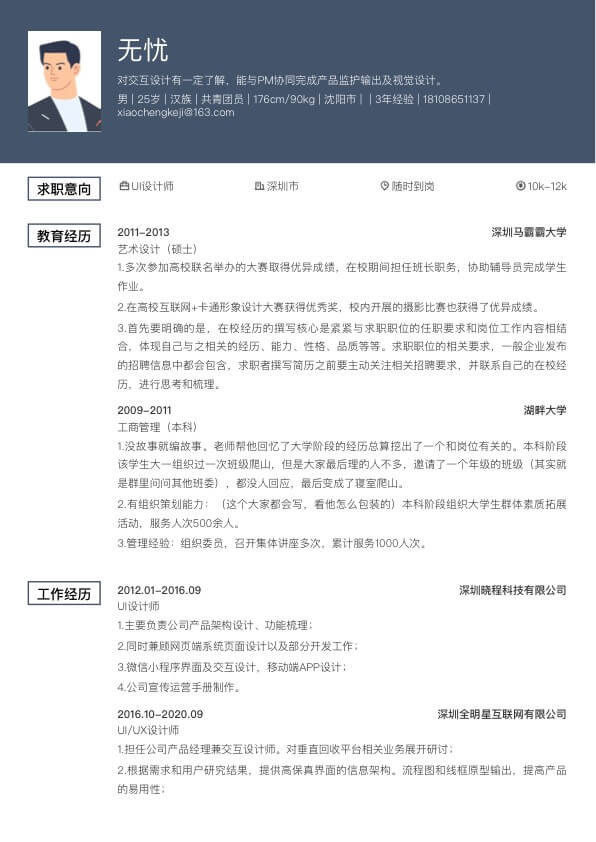 无忧
对交互设计有一定了解，能与PM协同完成产品监护输出及视觉设计。
男 | 25岁 | 汉族 | 共青团员 | 176cm/90kg | 沈阳市 | | 3年经验 | 18108651137 |
xiaochengkeji@163.com
求职意向
UI设计师 深圳市 随时到岗 10k-12k
教育经历
2011-2013 深圳马霸霸大学
艺术设计（硕士）
1.多次参加高校联名举办的大赛取得优异成绩，在校期间担任班长职务，协助辅导员完成学生
作业。
2.在高校互联网+卡通形象设计大赛获得优秀奖，校内开展的摄影比赛也获得了优异成绩。
3.首先要明确的是，在校经历的撰写核心是紧紧与求职职位的任职要求和岗位工作内容相结
合，体现自己与之相关的经历、能力、性格、品质等等。求职职位的相关要求，一般企业发布
的招聘信息中都会包含，求职者撰写简历之前要主动关注相关招聘要求，并联系自己的在校经
历，进行思考和梳理。
2009-2011 湖畔大学
工商管理（本科）
1.没故事就编故事。老师帮他回忆了大学阶段的经历总算挖出了一个和岗位有关的。本科阶段
该学生大一组织过一次班级爬山，但是大家最后理的人不多，邀请了一个年级的班级（其实就
是群里问问其他班委），都没人回应，最后变成了寝室爬山。
2.有组织策划能力：（这个大家都会写，看他怎么包装的）本科阶段组织大学生群体素质拓展
活动，服务人次500余人。
3.管理经验：组织委员，召开集体讲座多次，累计服务1000人次。
工作经历
2012.01-2016.09 深圳晓程科技有限公司
UI设计师
1.主要负责公司产品架构设计、功能梳理；
2.同时兼顾网页端系统页面设计以及部分开发工作；
3.微信小程序界面及交互设计，移动端APP设计；
4.公司宣传运营手册制作。
2016.10-2020.09 深圳全明星互联网有限公司
UI/UX设计师
1.担任公司产品经理兼交互设计师。对垂直回收平台相关业务展开研讨；
2.根据需求和用户研究结果，提供高保真界面的信息架构。流程图和线框原型输出，提高产品
的易用性；